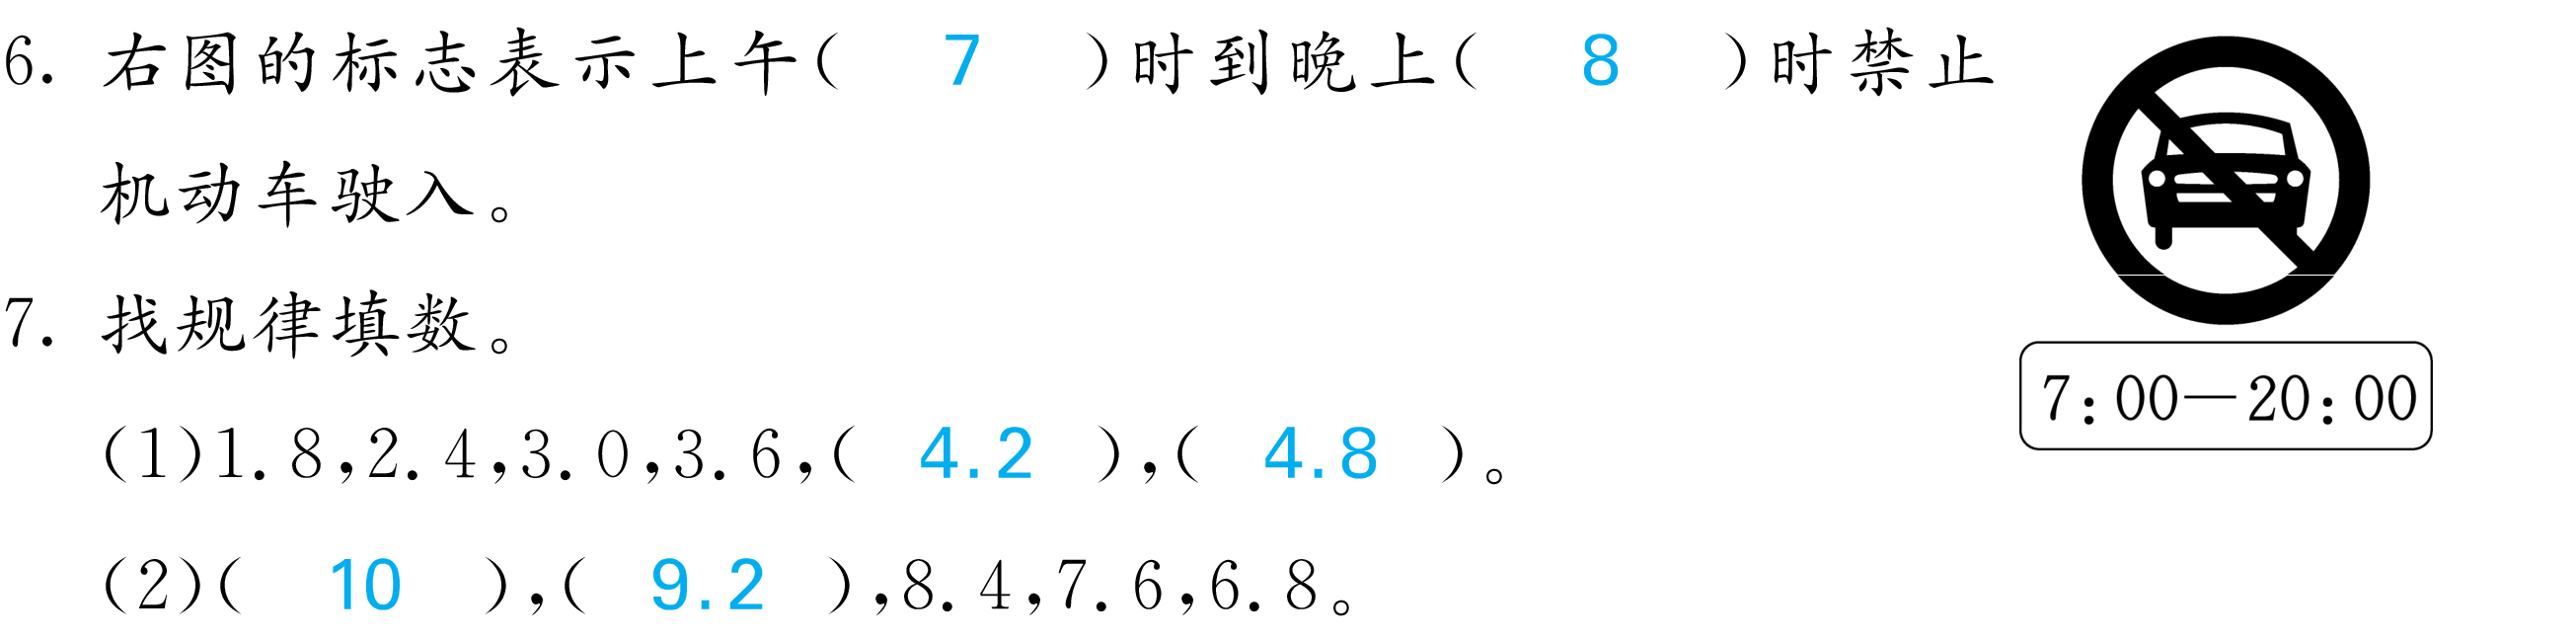 6. 右图的标志表示上午( 7 )时到晚上( 8 )时禁止
机动车驶入。
7. 找规律填数。
(1)1.8,2.4,3.0,3.6,( 4.2 ),( 4.8 )。
(2)( 10 ),( 9.2 ),8.4,7.6,6.8。
7:00—20:00